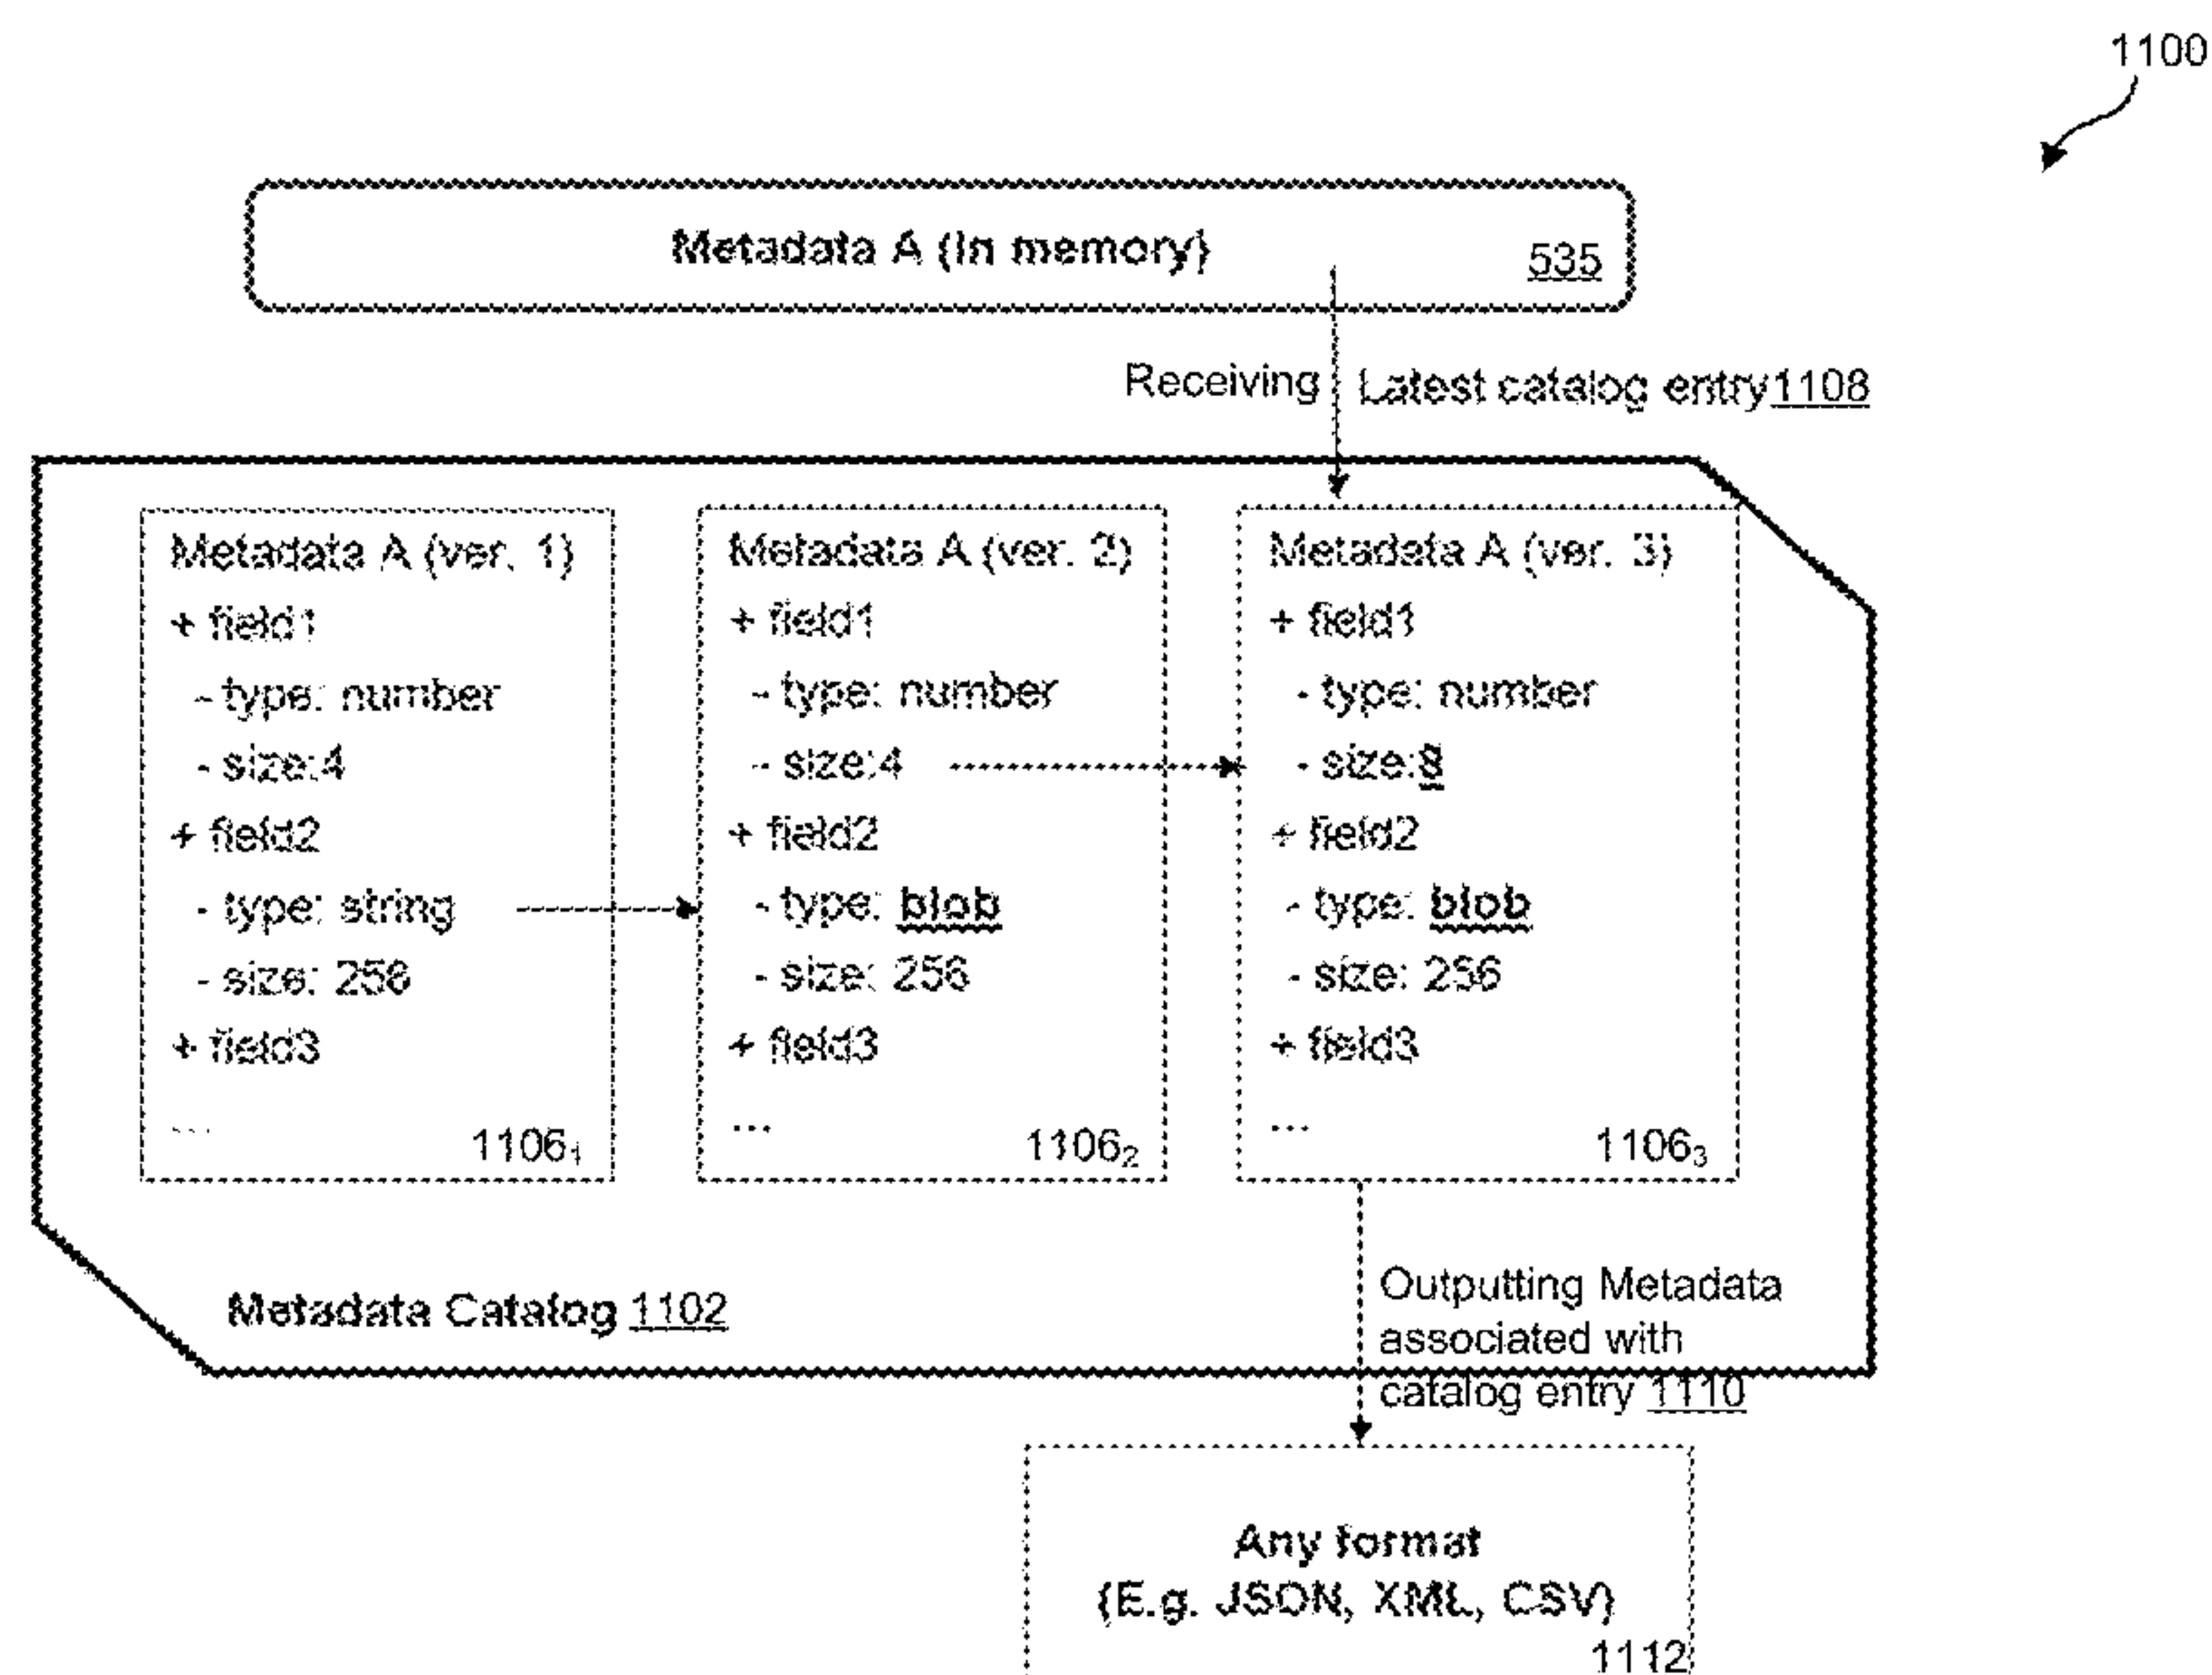 1100
Metadata A (in memory) 535
Receiving Latest catalog entry 1108
Metadata A (ver. 1)
+ field1
- type: number
- size:4
+ field2
- type: string
- size: 256
+ field3
...
1106₁
Metadata A (ver. 2)
+ field1
- type: number
- size:4
+ field2
- type: blob
- size: 256
+ field3
...
1106₂
Metadata A (ver. 3)
+ field1
- type: number
- size:
+ field2
- type: blob
- size: 256
+ field3
...
1106₃
Metadata Catalog 1102
Outputting Metadata
associated with
catalog entry 1110
Any format
(E.g. JSON, XML, CSV)
1112